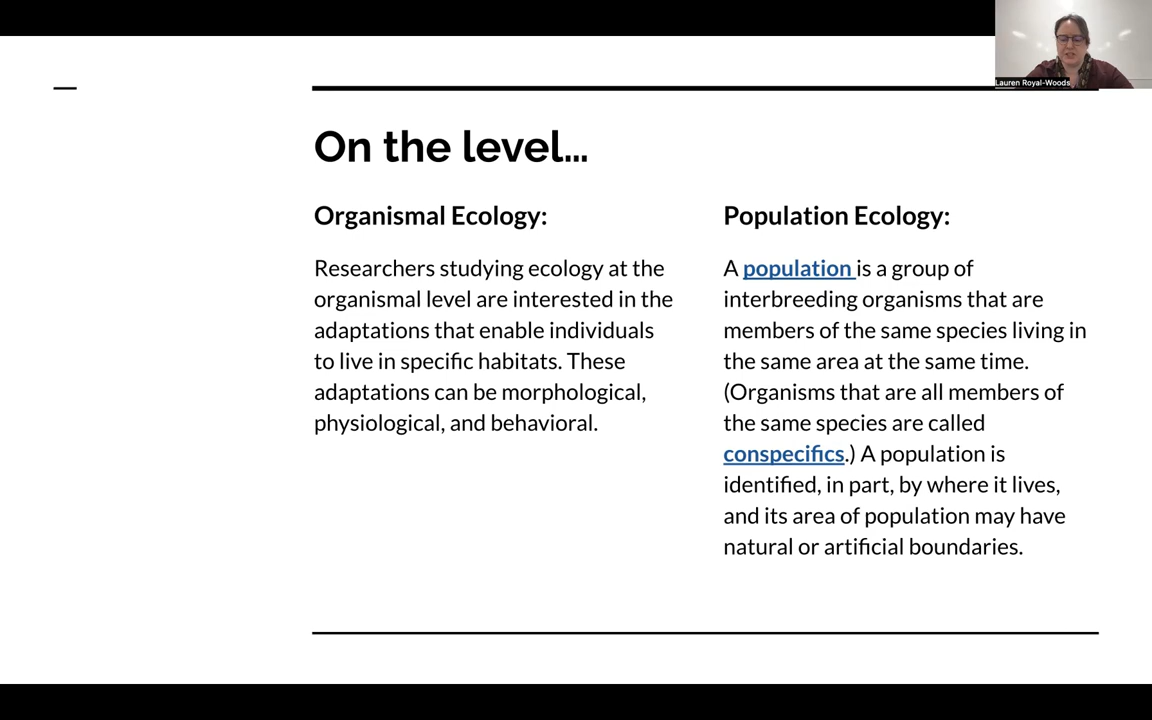 Lauren Royal-Woods
On the level...
Organismal Ecology:
Researchers studying ecology at the
organismal level are interested in the
adaptations that enable individuals
to live in specific habitats. These
adaptations can be morphological,
physiological, and behavioral.
Population Ecology:
A population is a group of
interbreeding organisms that are
members of the same species living in
the same area at the same time.
(Organisms that are all members of
the same species are called
conspecifics.) A population is
identified, in part, by where it lives,
and its area of population may have
natural or artificial boundaries.